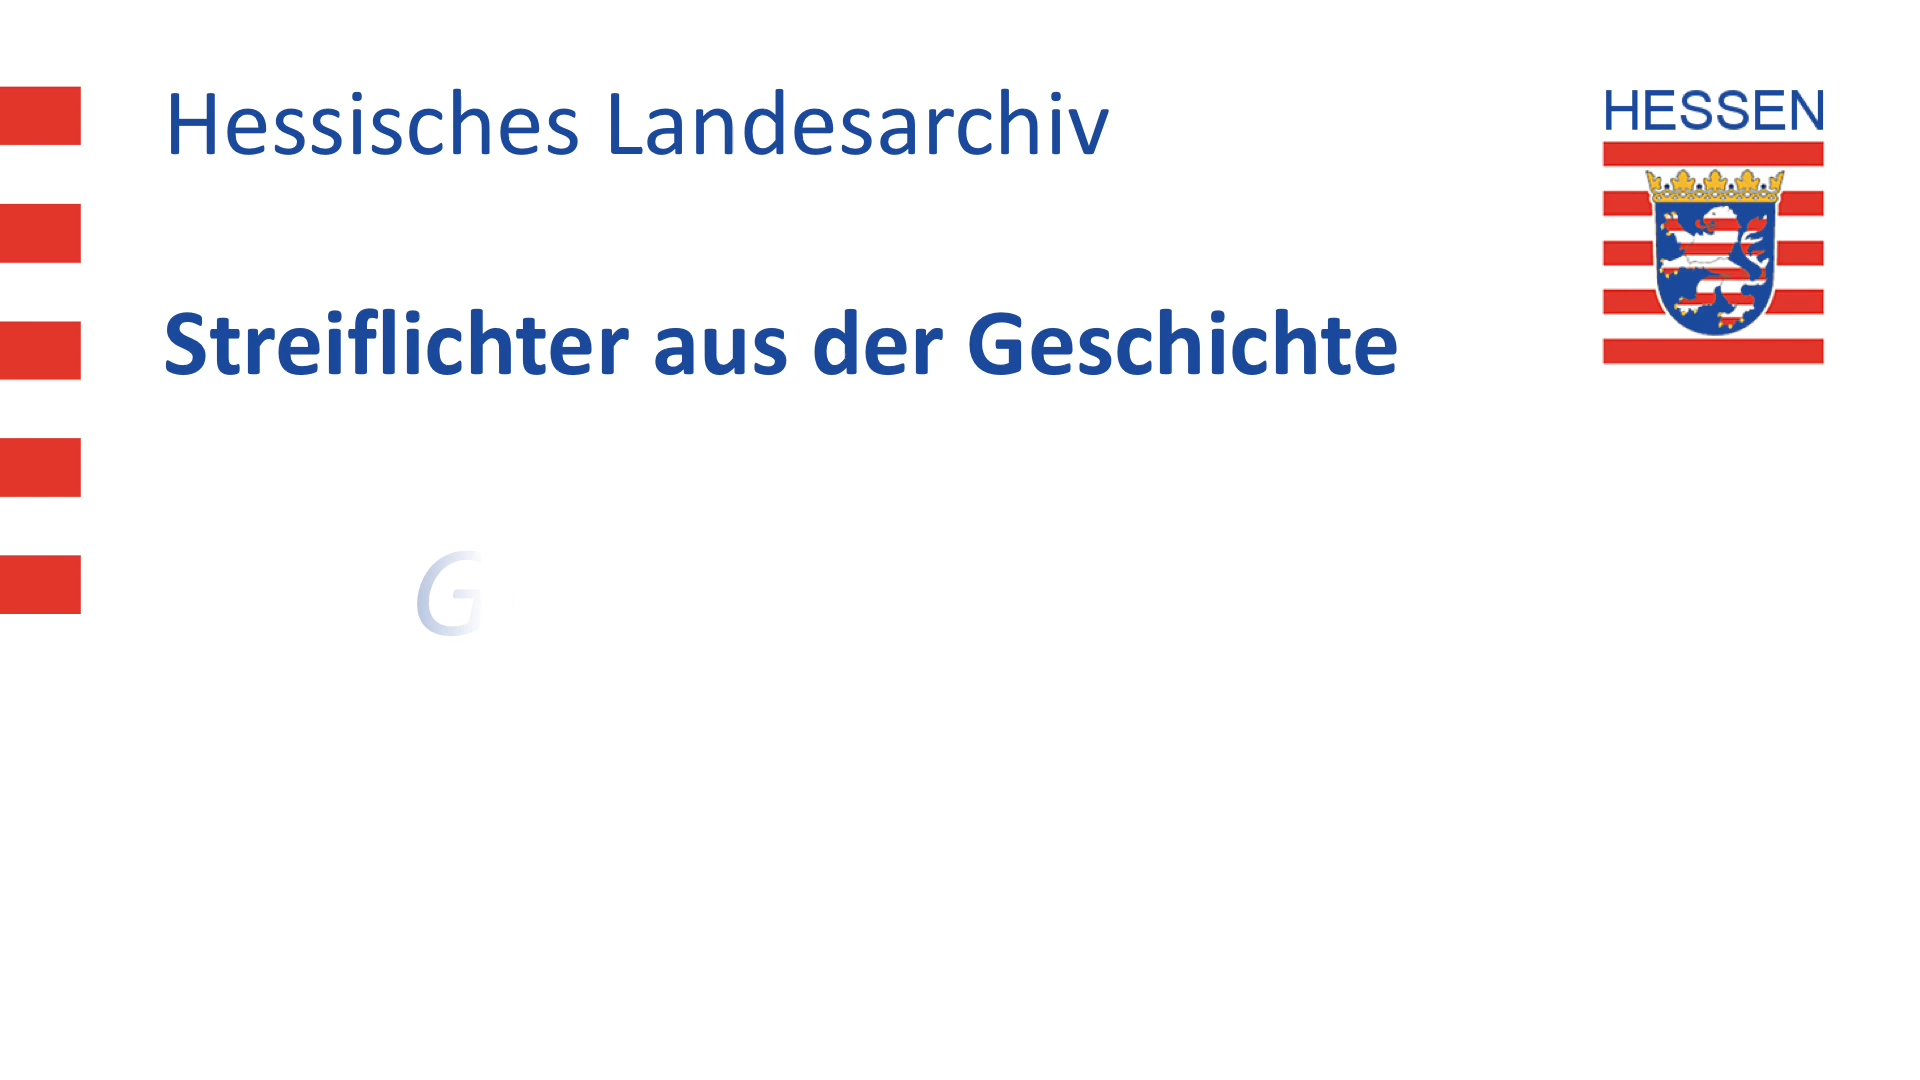 Hessisches Landesarchiv
HESSEN
Streiflichter aus der Geschichte
G